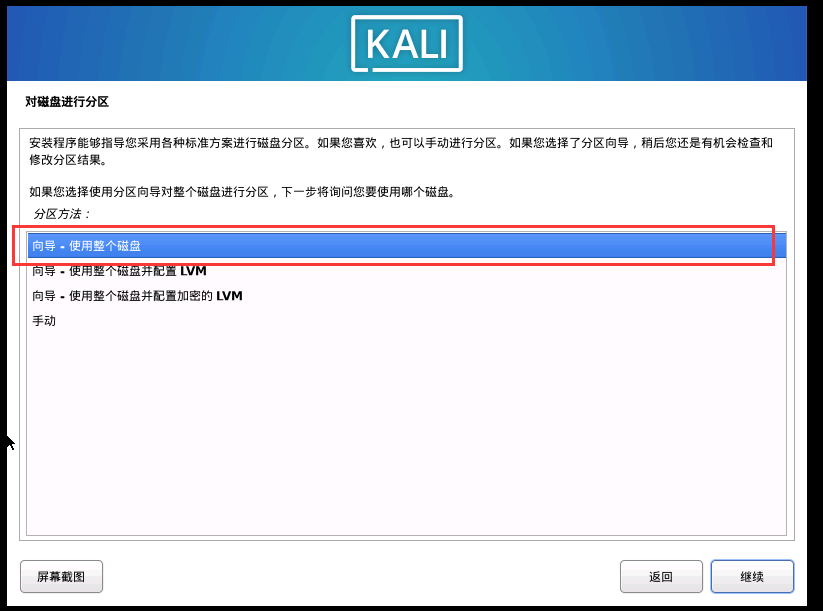 KALI
对磁盘进行分区
安装程序能够指导您采用各种标准方案进行磁盘分区。如果您喜欢，也可以手动进行分区。如果您选择了分区向导，稍后您还是有机会检查和
修改分区结果。
如果您选择使用分区向导对整个磁盘进行分区，下一步将询问您要使用哪个磁盘。
分区方法：
向导 - 使用整个磁盘
向导 - 使用整个磁盘并配置 LVM
向导 - 使用整个磁盘并配置加密的 LVM
手动
屏幕截图 返回 继续